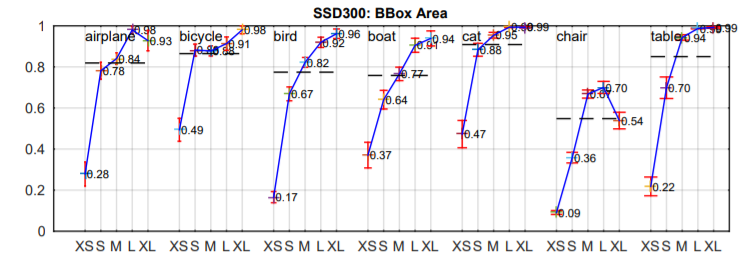 SSD300: BBox Area
1
0.8
0.6
0.4
0.2
0
airplane
bicycle
bird
boat
cat
chair
table
0.28
0.78
0.84
0.98
0.93
0.49
0.88
0.88
0.91
0.98
0.17
0.67
0.82
0.92
0.96
0.37
0.64
0.77
0.91
0.94
0.47
0.88
0.95
0.99
0.09
0.36
0.67
0.70
0.54
0.22
0.70
0.94
0.99
XS S M L XL
XS S M L XL
XS S M L XL
XS S M L XL
XS S M L XL
XS S M L XL
XS S M L XL